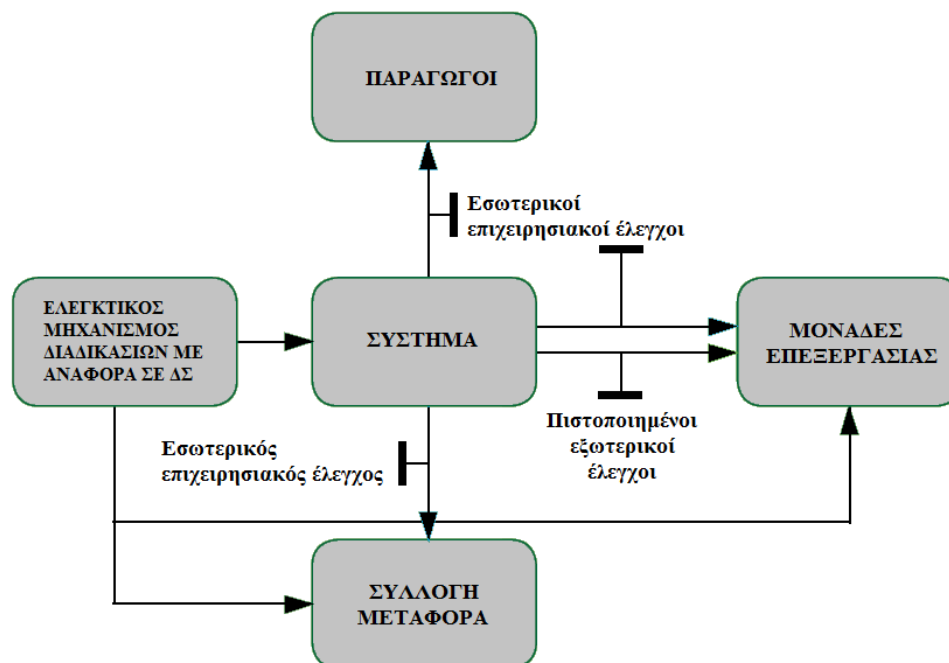 ΠΑΡΑΓΩΓΟΙ
Εσωτερικοί
επιχειρησιακοί έλεγχοι
ΕΛΕΓΚΤΙΚΟΣ
ΜΗΧΑΝΙΣΜΟΣ
ΔΙΑΔΙΚΑΣΙΩΝ ΜΕ
ΑΝΑΦΟΡΑ ΣΕ ΔΣ
ΣΥΣΤΗΜΑ
ΜΟΝΑΔΕΣ
ΕΠΕΞΕΡΓΑΣΙΑΣ
Εσωτερικός
επιχειρησιακός έλεγχος
Πιστοποιημένοι
εξωτερικοί
έλεγχοι
ΣΥΛΛΟΓΗ
ΜΕΤΑΦΟΡΑ